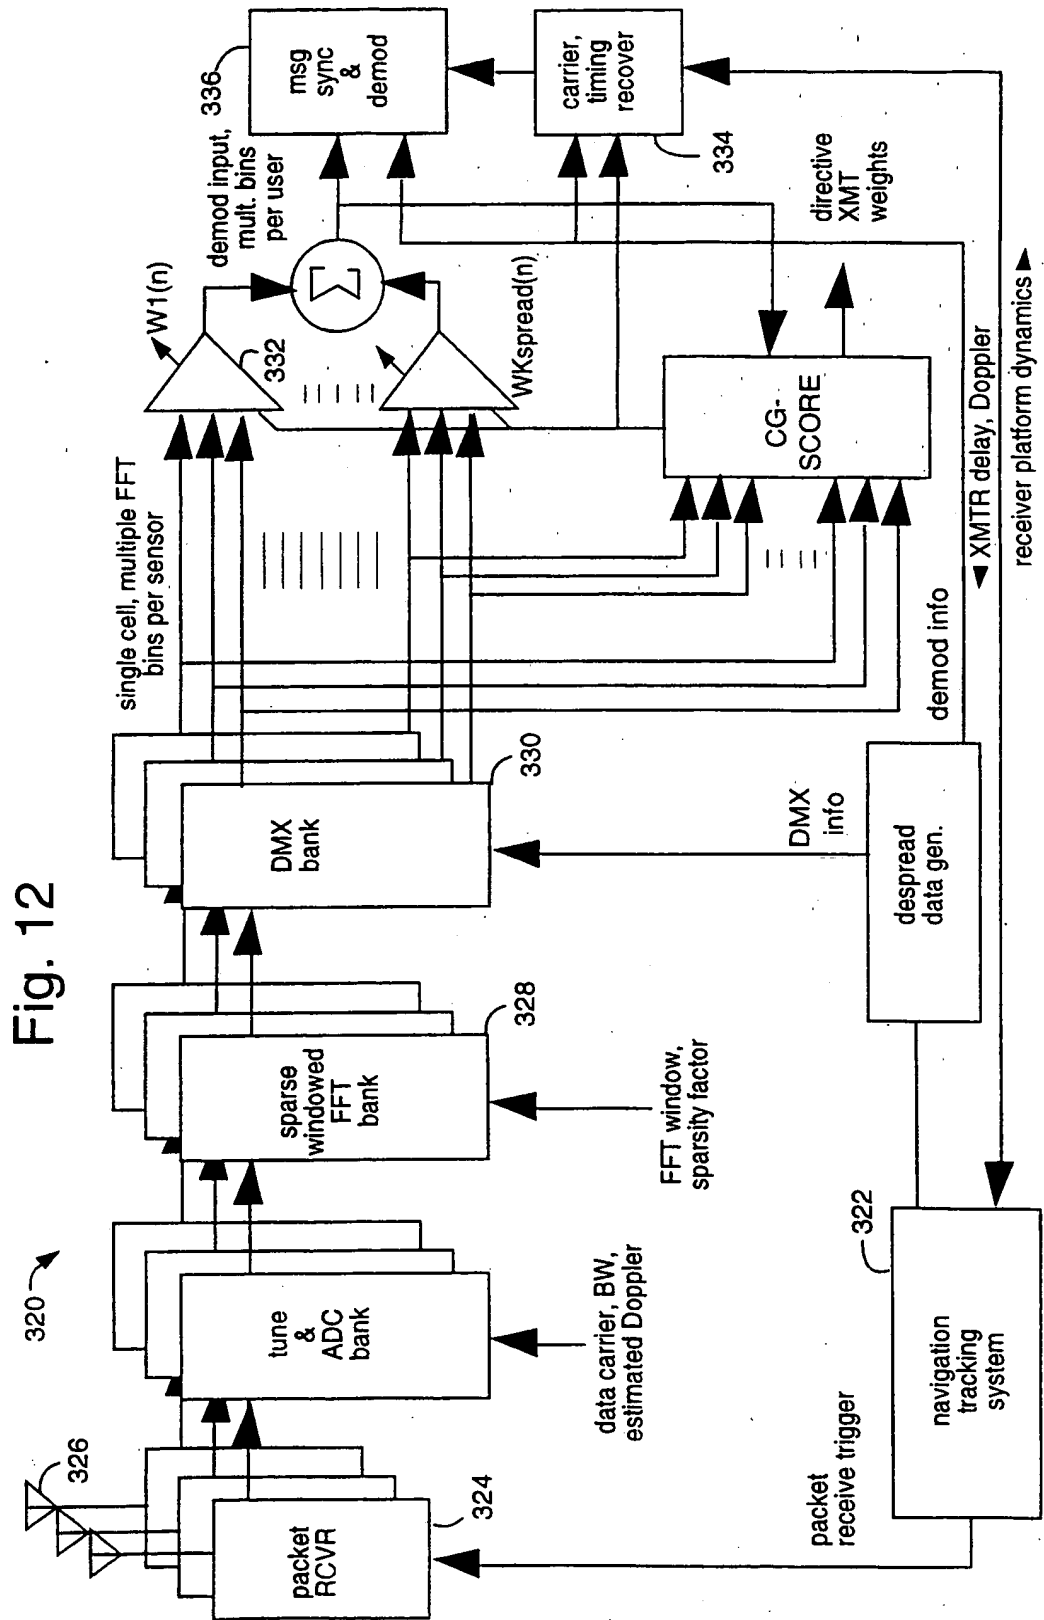 Fig. 12
320
326
packet
RCVR
324
tune
&
ADC
bank
data carrier, BW,
estimated Doppler
sparse
windowed
FFT
bank
328
FFT window,
sparsity factor
DMX
bank
330
DMX
info
single cell, multiple FFT
bins per sensor
W1(n)
332
WKspread(n)
demod input,
mult. bins
per user
Σ
336
msg
sync
&
demod
carrier,
timing
recover
334
directive
XMT
weights
CG-
SCORE
packet
receive trigger
322
navigation
tracking
system
despread
data gen.
demod info
XMTR delay, Doppler
receiver platform dynamics